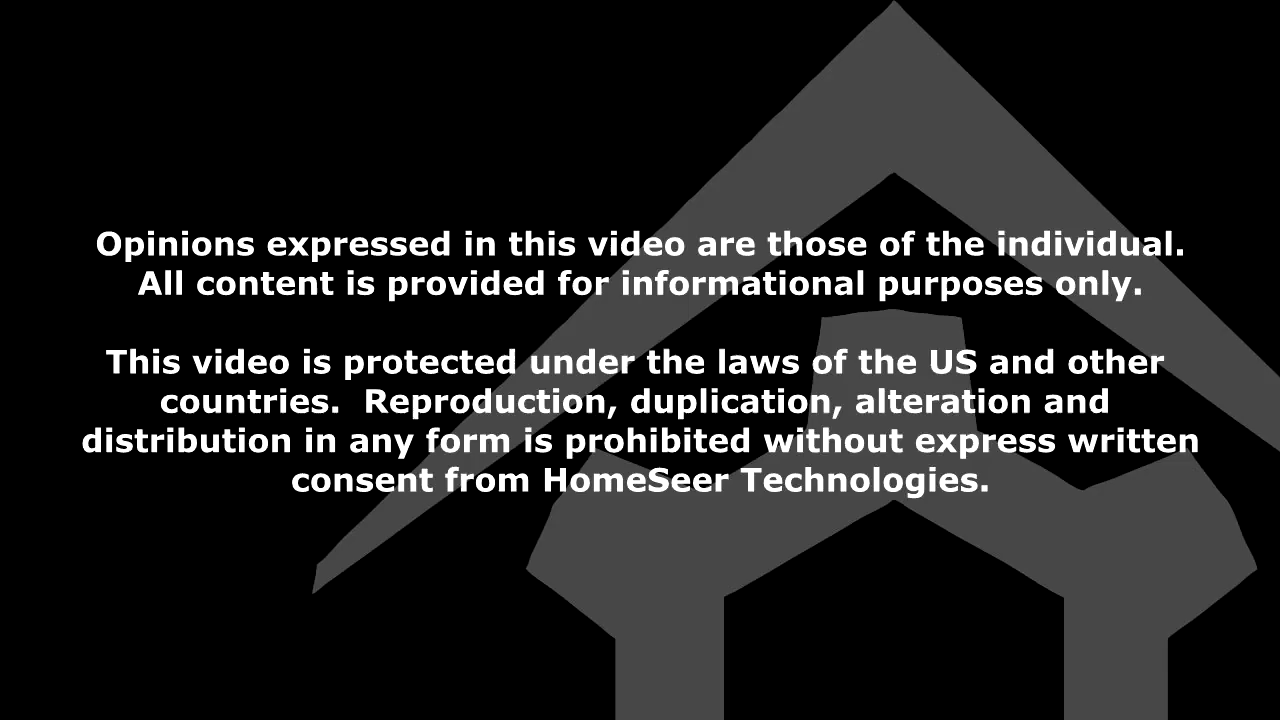 Opinions expressed in this video are those of the individual.
All content is provided for informational purposes only.
This video is protected under the laws of the US and other
countries.  Reproduction, duplication, alteration and
distribution in any form is prohibited without express written
consent from HomeSeer Technologies.